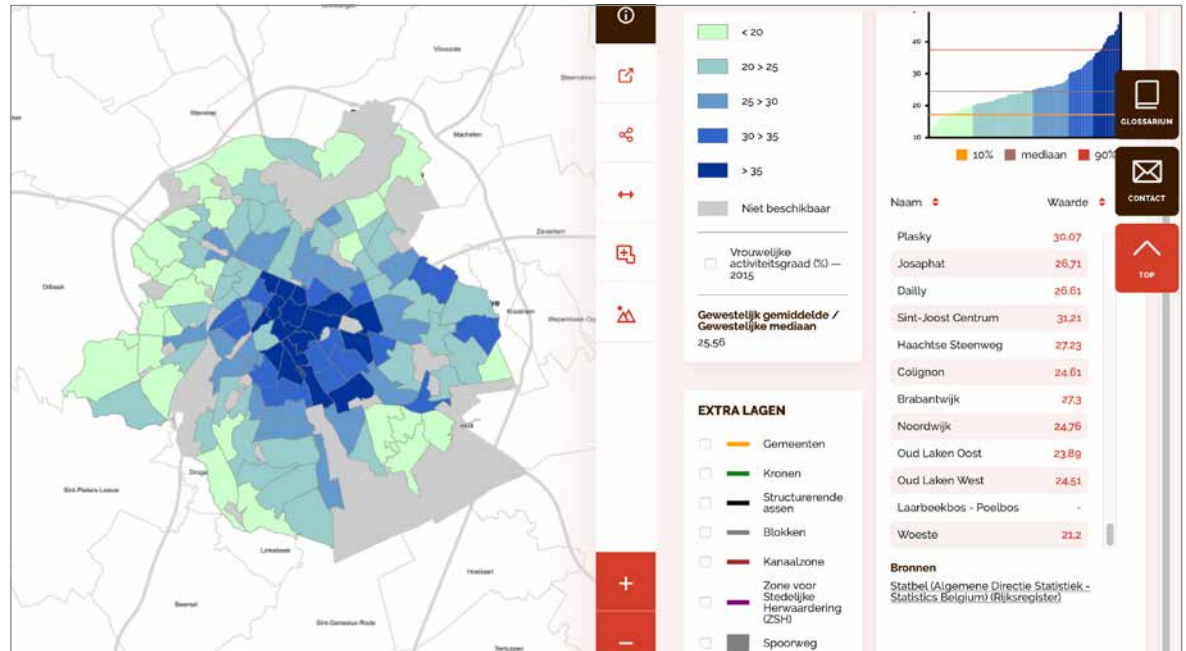 Vilvoorde
Wemmel
Machelen
Zaventem
Dilbeek
Kraainem
Sint-Pieters-Leeuw
Linkebeek
Hoeilaart
Beersel
Sint-Genesius-Rode
Tervuren
< 20
20 > 25
25 > 30
30 > 35
> 35
Niet beschikbaar
Vrouwelijke
activiteitsgraad (%) —
2015
Gewestelijk gemiddelde /
Gewestelijke mediaan
25,56
EXTRA LAGEN
Gemeenten
Kronen
Structurerende
assen
Blokken
Kanaalzone
Zone voor
Stedelijke
Herwaardering
(ZSH)
Spoorweg
40
30
20
10
10% mediaan 90%
Naam Waarde
Plasky 30,07
Josaphat 26,71
Dailly 26,61
Sint-Joost Centrum 31,21
Haachtse Steenweg 27,23
Colignon 24,61
Brabantwijk 27,3
Noordwijk 24,76
Oud Laken Oost 23,89
Oud Laken West 24,51
Laarbeekbos - Poelbos -
Woeste 21,2
Bronnen
Statbel (Algemene Directie Statistiek -
Statistics Belgium) (Rijksregister)
GLOSSARIUM
CONTACT
TOP